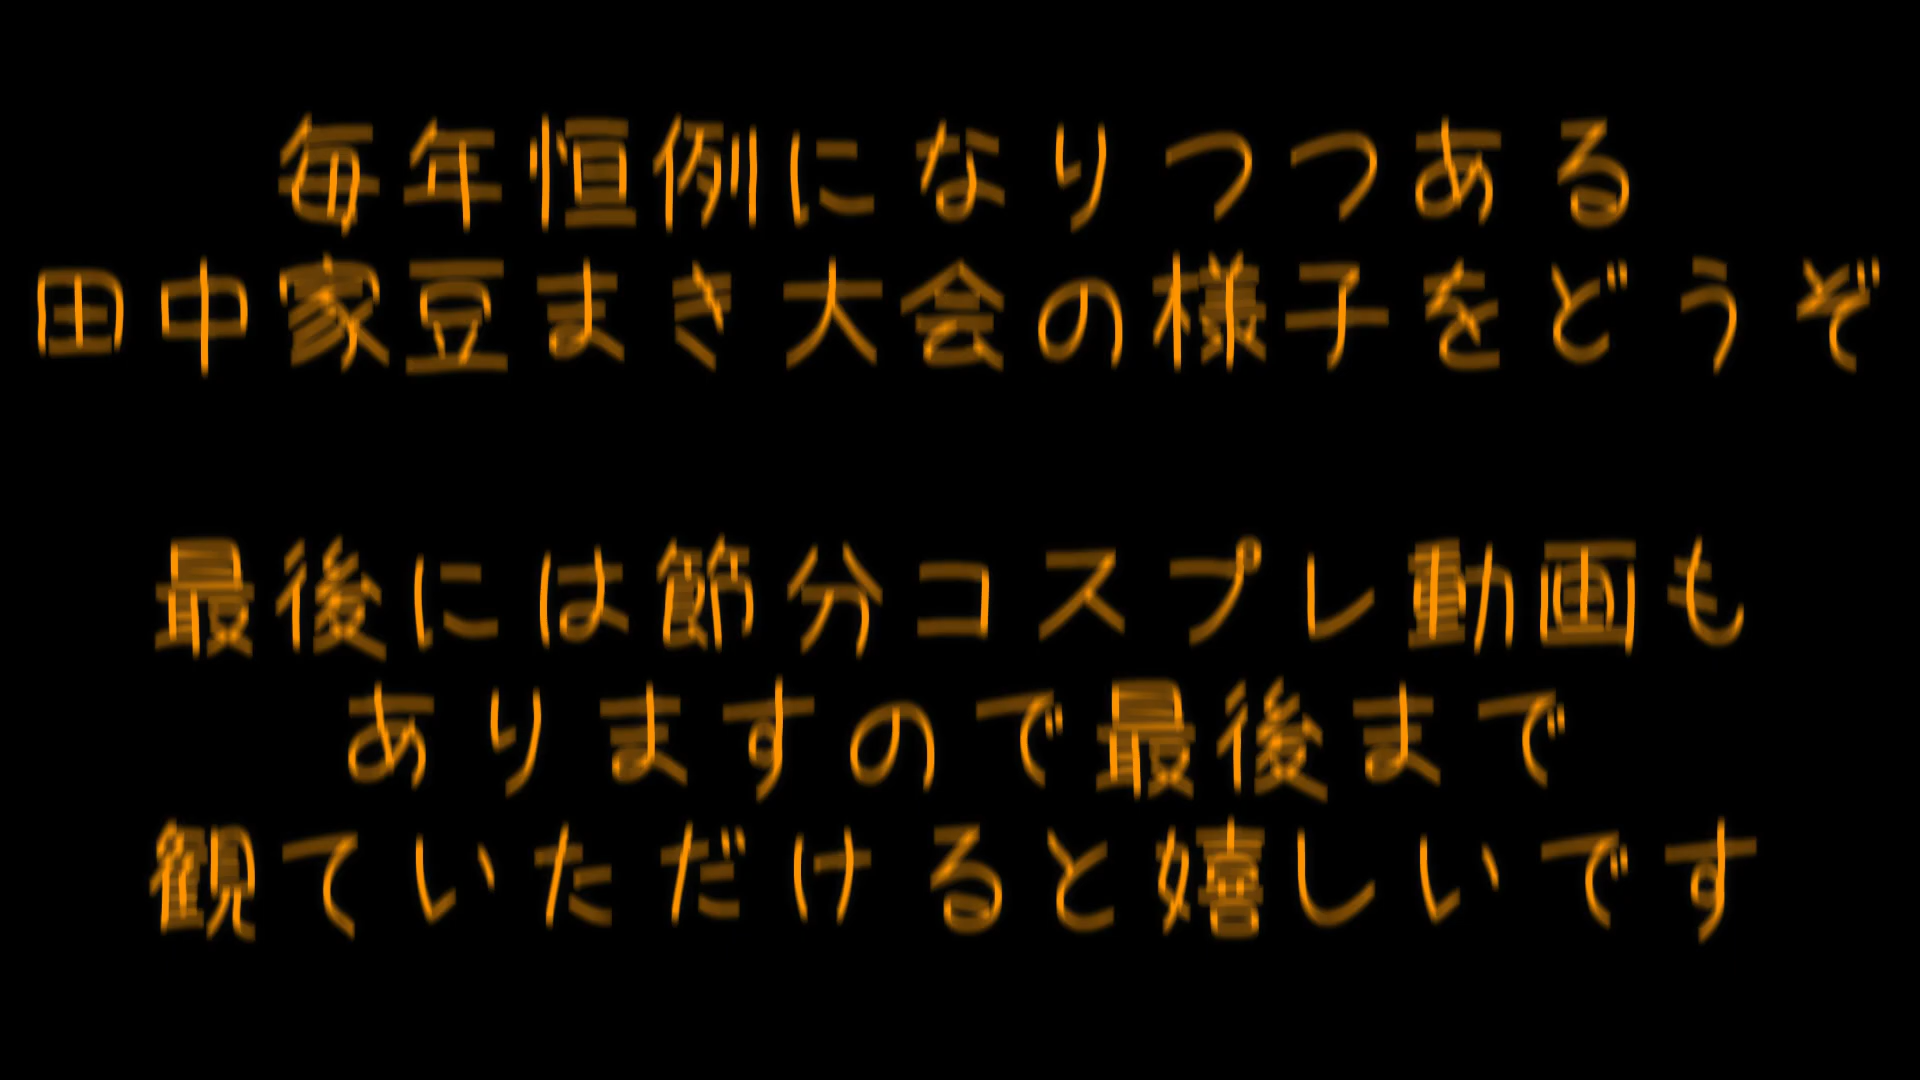 毎年恒例になりつつある
田中家豆まき大会の様子をどうぞ
最後には節分コスプレ動画も
ありますので最後まで
観ていただけると嬉しいです